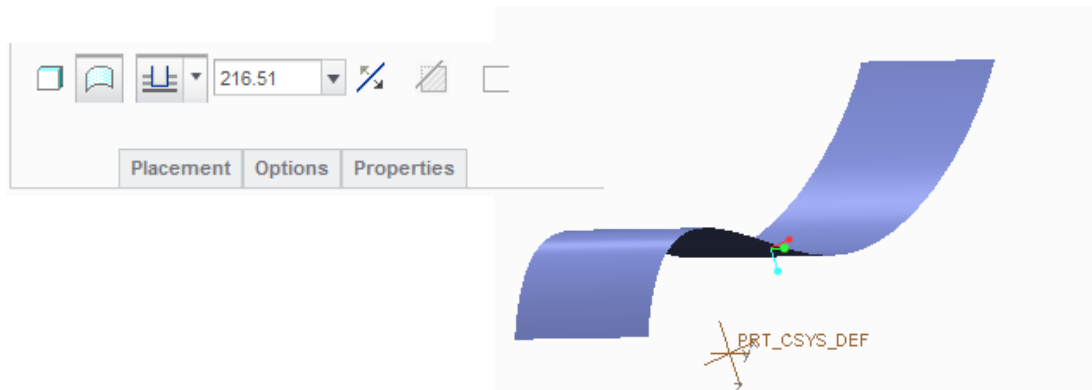 216.51
Placement Options Properties
PRT_CSYS_DEF
y
z